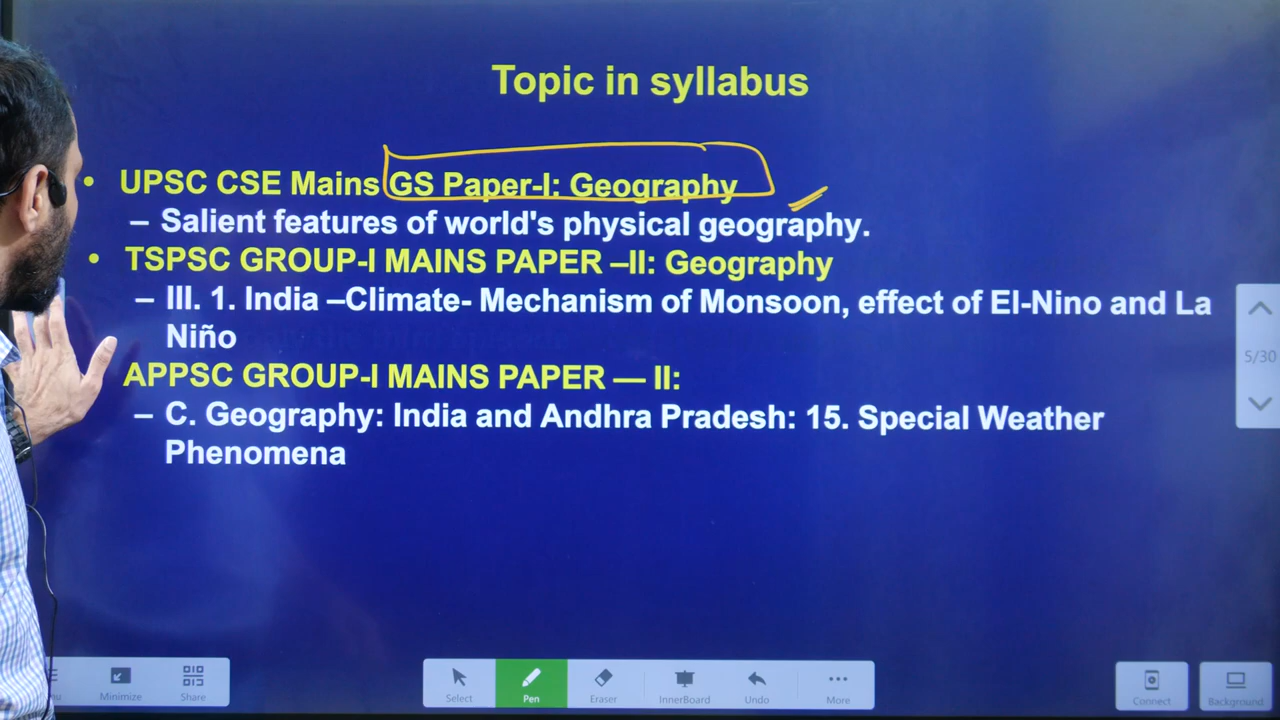 Topic in syllabus
• UPSC CSE Mains GS Paper-I: Geography
– Salient features of world's physical geography.
• TSPSC GROUP-I MAINS PAPER –II: Geography
– III. 1. India –Climate- Mechanism of Monsoon, effect of El-Nino and La
Niño
APPSC GROUP-I MAINS PAPER — II:
– C. Geography: India and Andhra Pradesh: 15. Special Weather
Phenomena
5/30
Minimize
Share
Select
Pen
Eraser
InnerBoard
Undo
More
Connect
Background